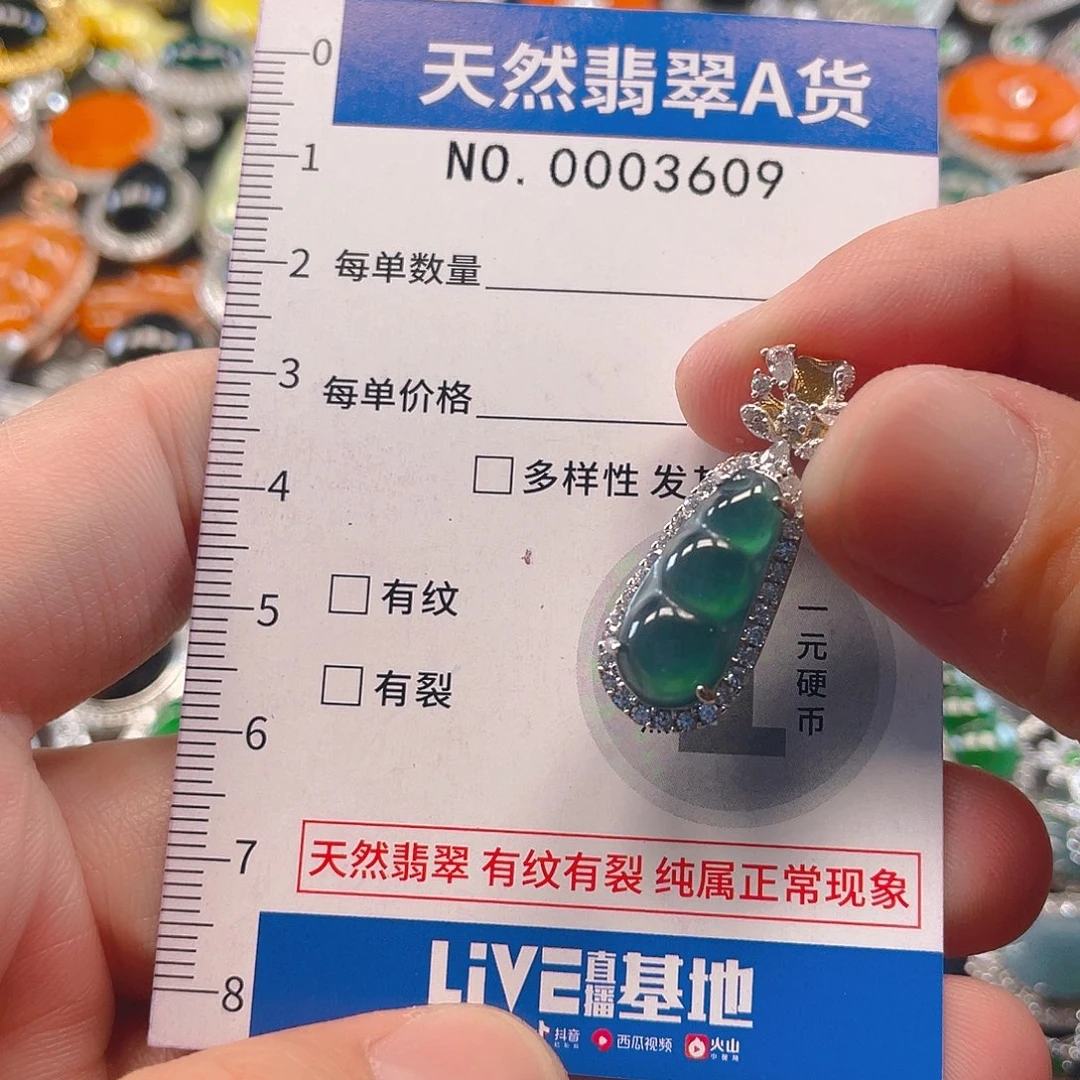 天然翡翠A货
NO. 0003609
0
1
2
3
4
5
6
7
8
每单数量
每单价格
多样性 发
有纹
有裂
一元硬币
1
天然翡翠 有纹有裂 纯属正常现象
LiVE直播基地
抖音 西瓜视频 火山